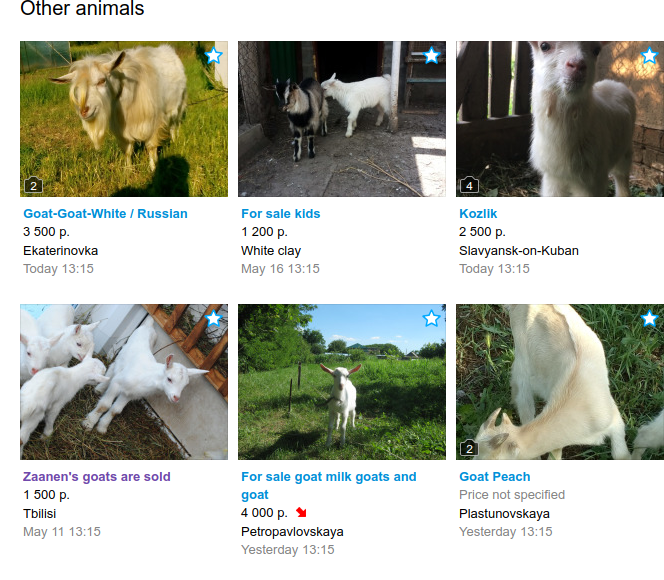 Other animals
2
4
Goat-Goat-White / Russian
3 500 р.
Ekaterinovka
Today 13:15
For sale kids
1 200 р.
White clay
May 16 13:15
Kozlik
2 500 р.
Slavyansk-on-Kuban
Today 13:15
2
Zaanen's goats are sold
1 500 р.
Tbilisi
May 11 13:15
For sale goat milk goats and
goat
4 000 р.
Petropavlovskaya
Yesterday 13:15
Goat Peach
Price not specified
Plastunovskaya
Yesterday 13:15